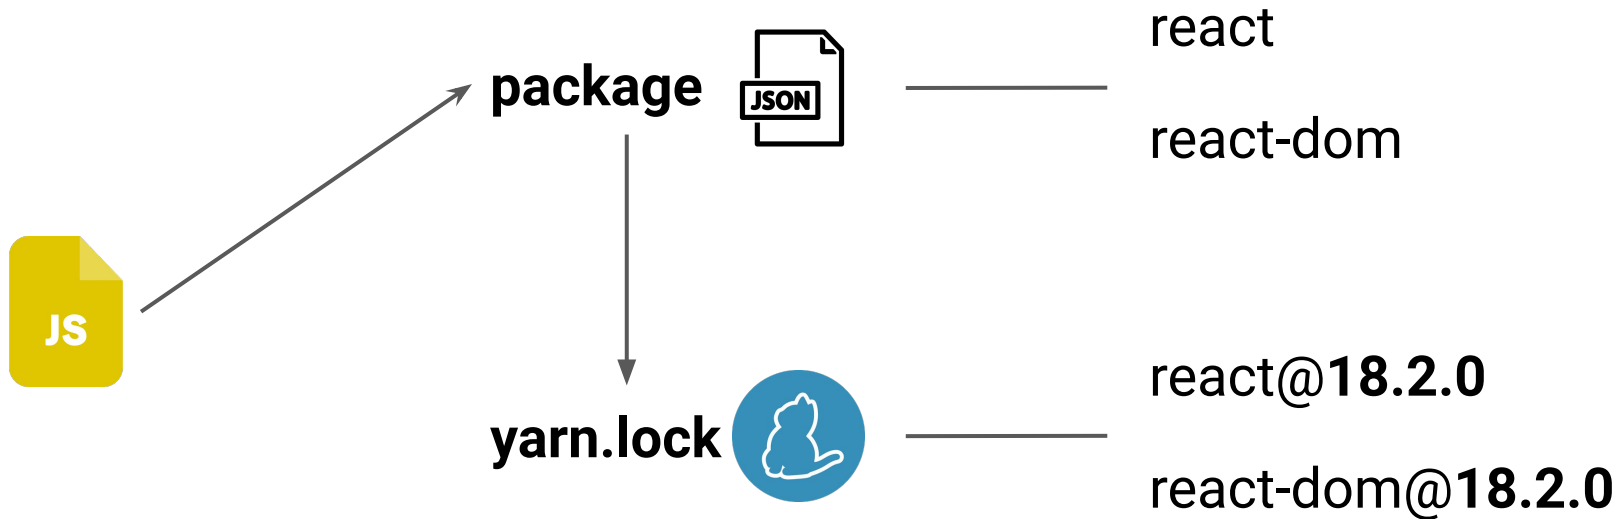 package
JSON
react
react-dom
JS
yarn.lock
react@18.2.0
react-dom@18.2.0